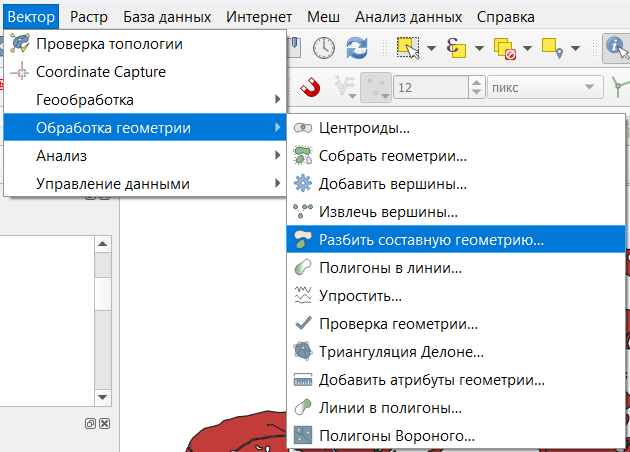 Вектор Растр База данных Интернет Меш Анализ данных Справка
Проверка топологии
Coordinate Capture
Геообработка
Обработка геометрии
Анализ
Управление данными
12 пикс
Центроиды...
Собрать геометрии...
Добавить вершины...
Извлечь вершины...
Разбить составную геометрию...
Полигоны в линии...
Упростить...
Проверка геометрии...
Триангуляция Делоне...
Добавить атрибуты геометрии...
Линии в полигоны...
Полигоны Вороного...